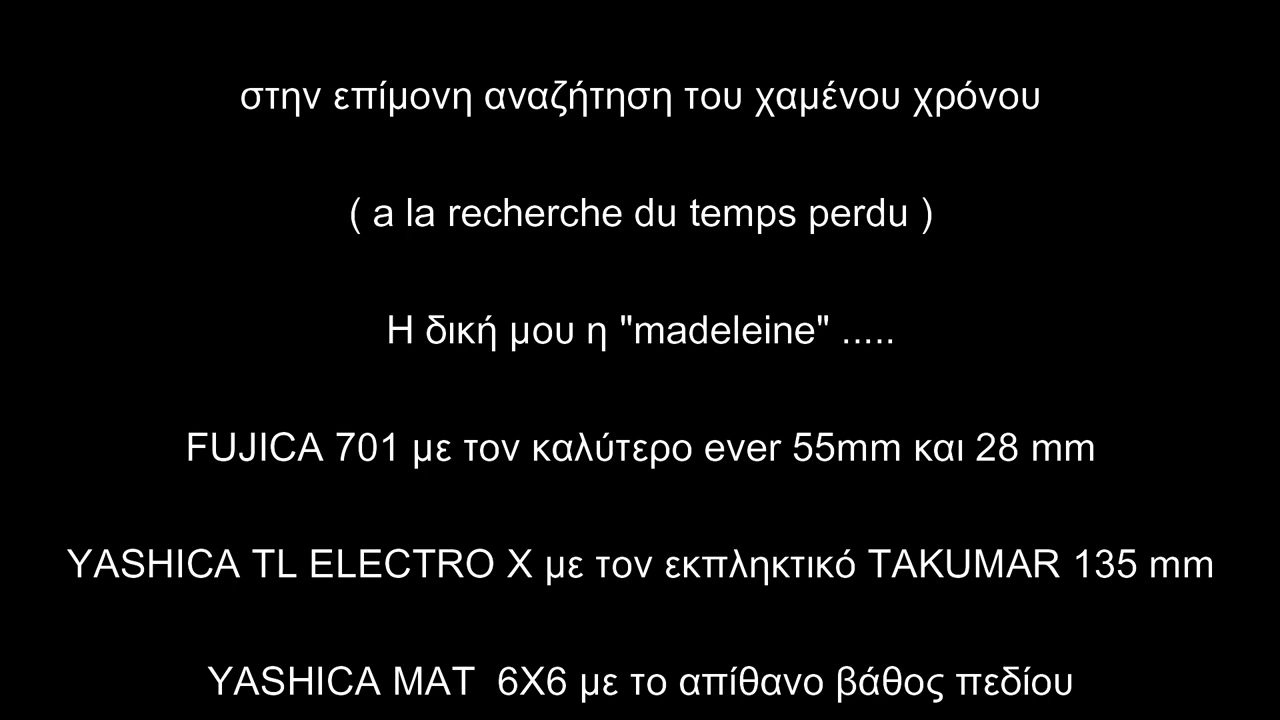 στην επίμονη αναζήτηση του χαμένου χρόνου
( a la recherche du temps perdu )
Η δική μου η "madeleine" .....
FUJICA 701 με τον καλύτερο ever 55mm και 28 mm
YASHICA TL ELECTRO X με τον εκπληκτικό TAKUMAR 135 mm
YASHICA MAT  6X6 με το απίθανο βάθος πεδίου